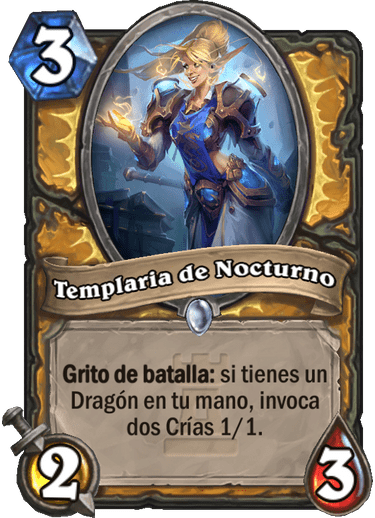 3
Templaria de Nocturno
Grito de batalla: si tienes un
Dragón en tu mano, invoca
dos Crías 1/1.
2
3